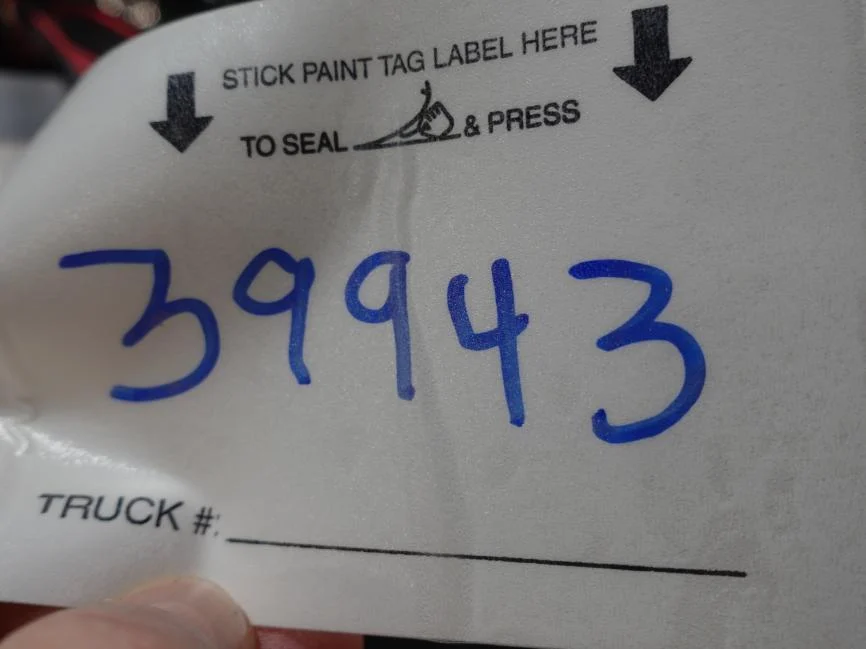 STICK PAINT TAG LABEL HERE
TO SEAL & PRESS
39943
TRUCK #: